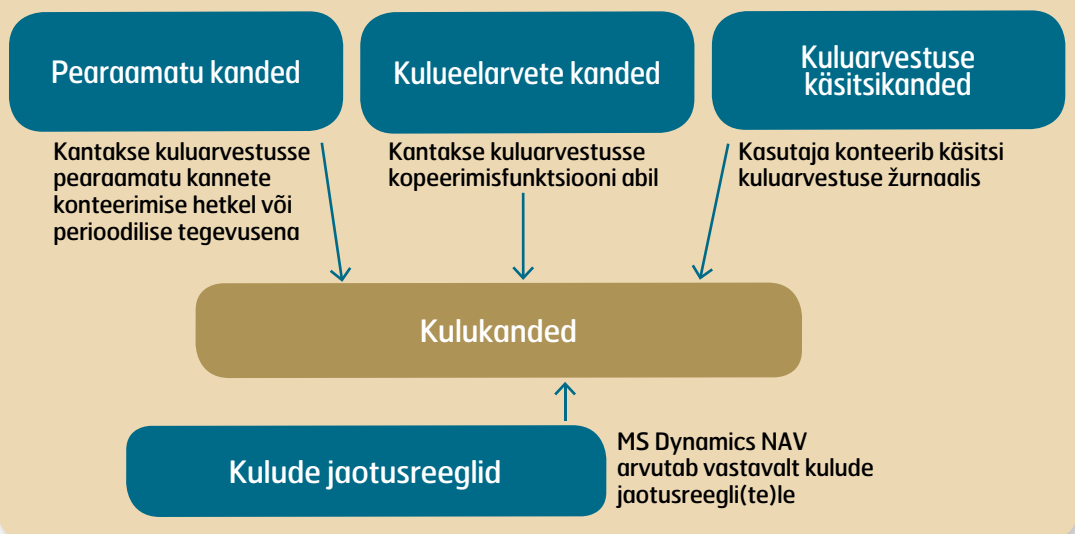 Pearaamatu kanded
Kulueelarvete kanded
Kuluarvestuse
käsitsikanded
Kantakse kuluarvestusse
pearaamatu kannete
konteerimise hetkel või
perioodilise tegevusena
Kantakse kuluarvestusse
kopeerimisfunktsiooni abil
Kasutaja konteerib käsitsi
kuluarvestuse žurnaalis
Kulukanded
Kulude jaotusreeglid
MS Dynamics NAV
arvutab vastavalt kulude
jaotusreegli(te)le